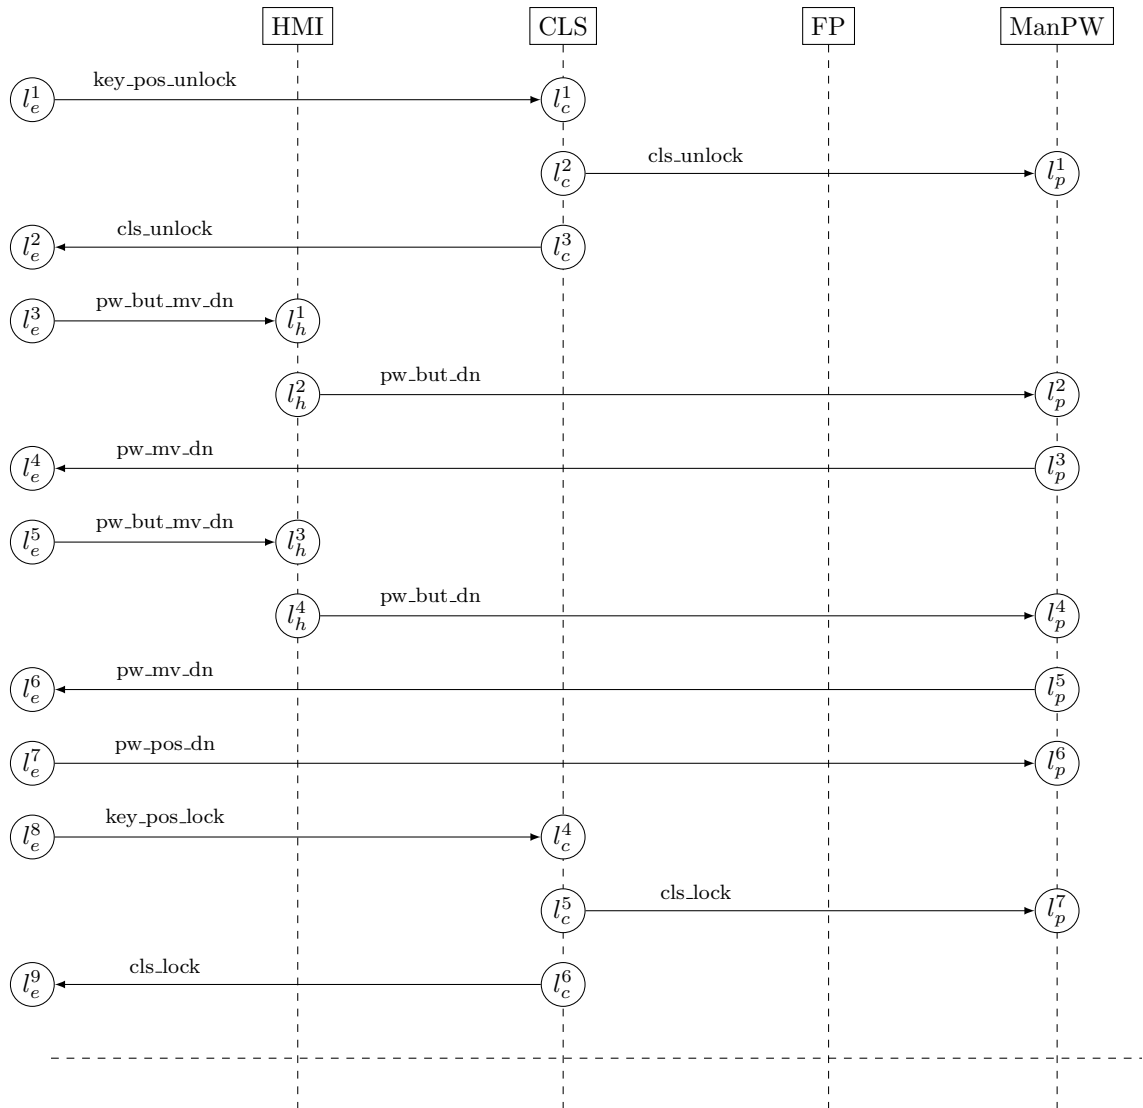 HMI CLS FP ManPW
key_pos_unlock
l_e^1 l_c^1
cls_unlock
l_c^2 l_p^1
cls_unlock
l_e^2 l_c^3
pw_but_mv_dn
l_e^3 l_h^1
pw_but_dn
l_h^2 l_p^2
pw_mv_dn
l_e^4 l_p^3
pw_but_mv_dn
l_e^5 l_h^3
pw_but_dn
l_h^4 l_p^4
pw_mv_dn
l_e^6 l_p^5
pw_pos_dn
l_e^7 l_p^6
key_pos_lock
l_e^8 l_c^4
cls_lock
l_c^5 l_p^7
cls_lock
l_e^9 l_c^6